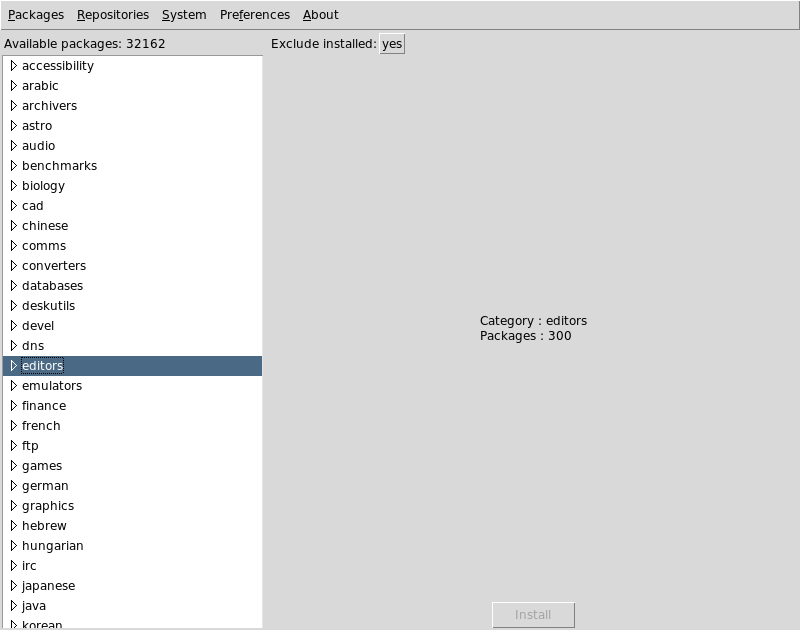 Packages Repositories System Preferences About
Available packages: 32162
Exclude installed: yes
accessibility
arabic
archivers
astro
audio
benchmarks
biology
cad
chinese
comms
converters
databases
deskutils
devel
dns
editors
emulators
finance
french
ftp
games
german
graphics
hebrew
hungarian
irc
japanese
java
korean
Category : editors
Packages : 300
Install